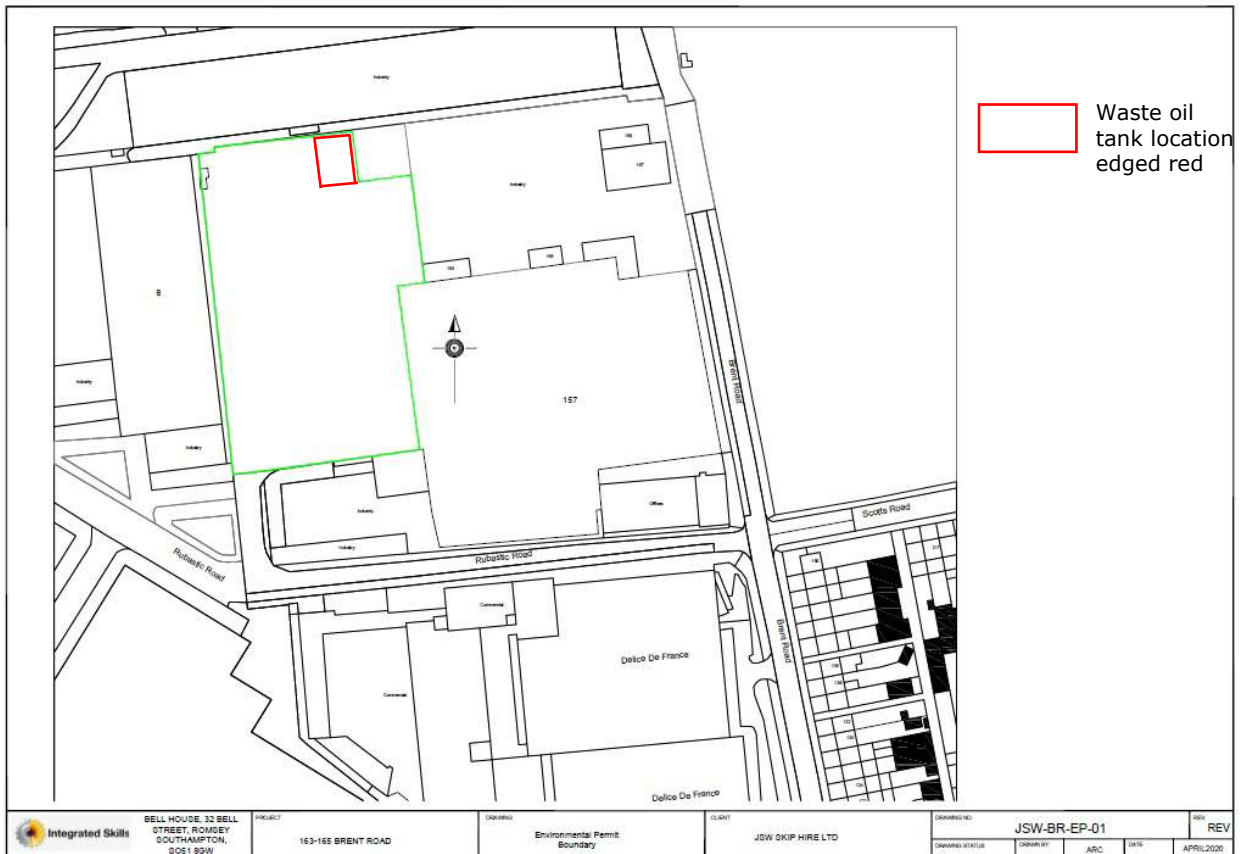 Industry
Waste oil
tank location
edged red
Industry
8
157
Industry
Industry
Brent Road
Scotts Road
Industry
Offices
Industry
Rubastic Road
Rubastic Road
Commercial
Delice De France
Brent Road
Commercial
Delice De France
Integrated Skills
BELL HOUSE, 32 BELL
STREET, ROMSEY
SOUTHAMPTON,
SO51 8GW
PROJECT
163-165 BRENT ROAD
DRAWING
Environmental Permit
Boundary
CLIENT
JSW SKIP HIRE LTD
DRAWING NO
JSW-BR-EP-01
REV
REV
DRAWING STATUS
DRAWN BY
ARC
DATE
APRIL2020